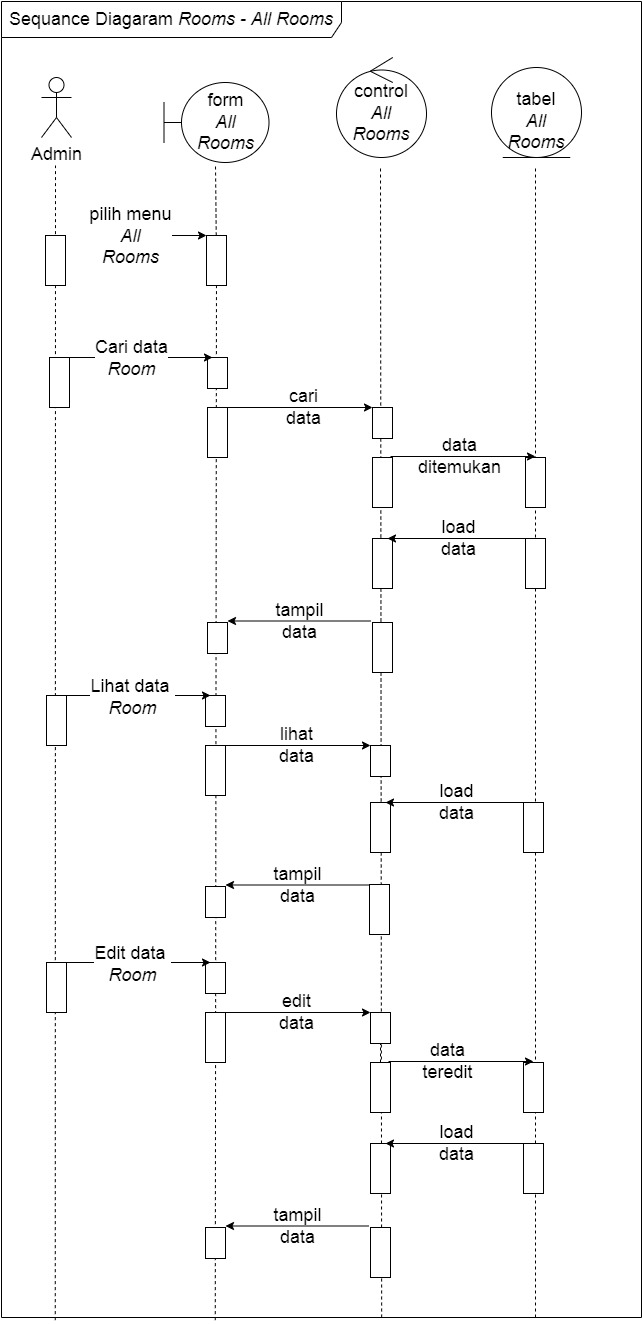 Sequance Diagaram Rooms - All Rooms
Admin
form
All
Rooms
control
All
Rooms
tabel
All
Rooms
pilih menu
All
Rooms
Cari data
Room
cari
data
data
ditemukan
load
data
tampil
data
Lihat data
Room
lihat
data
load
data
tampil
data
Edit data
Room
edit
data
data
teredit
load
data
tampil
data